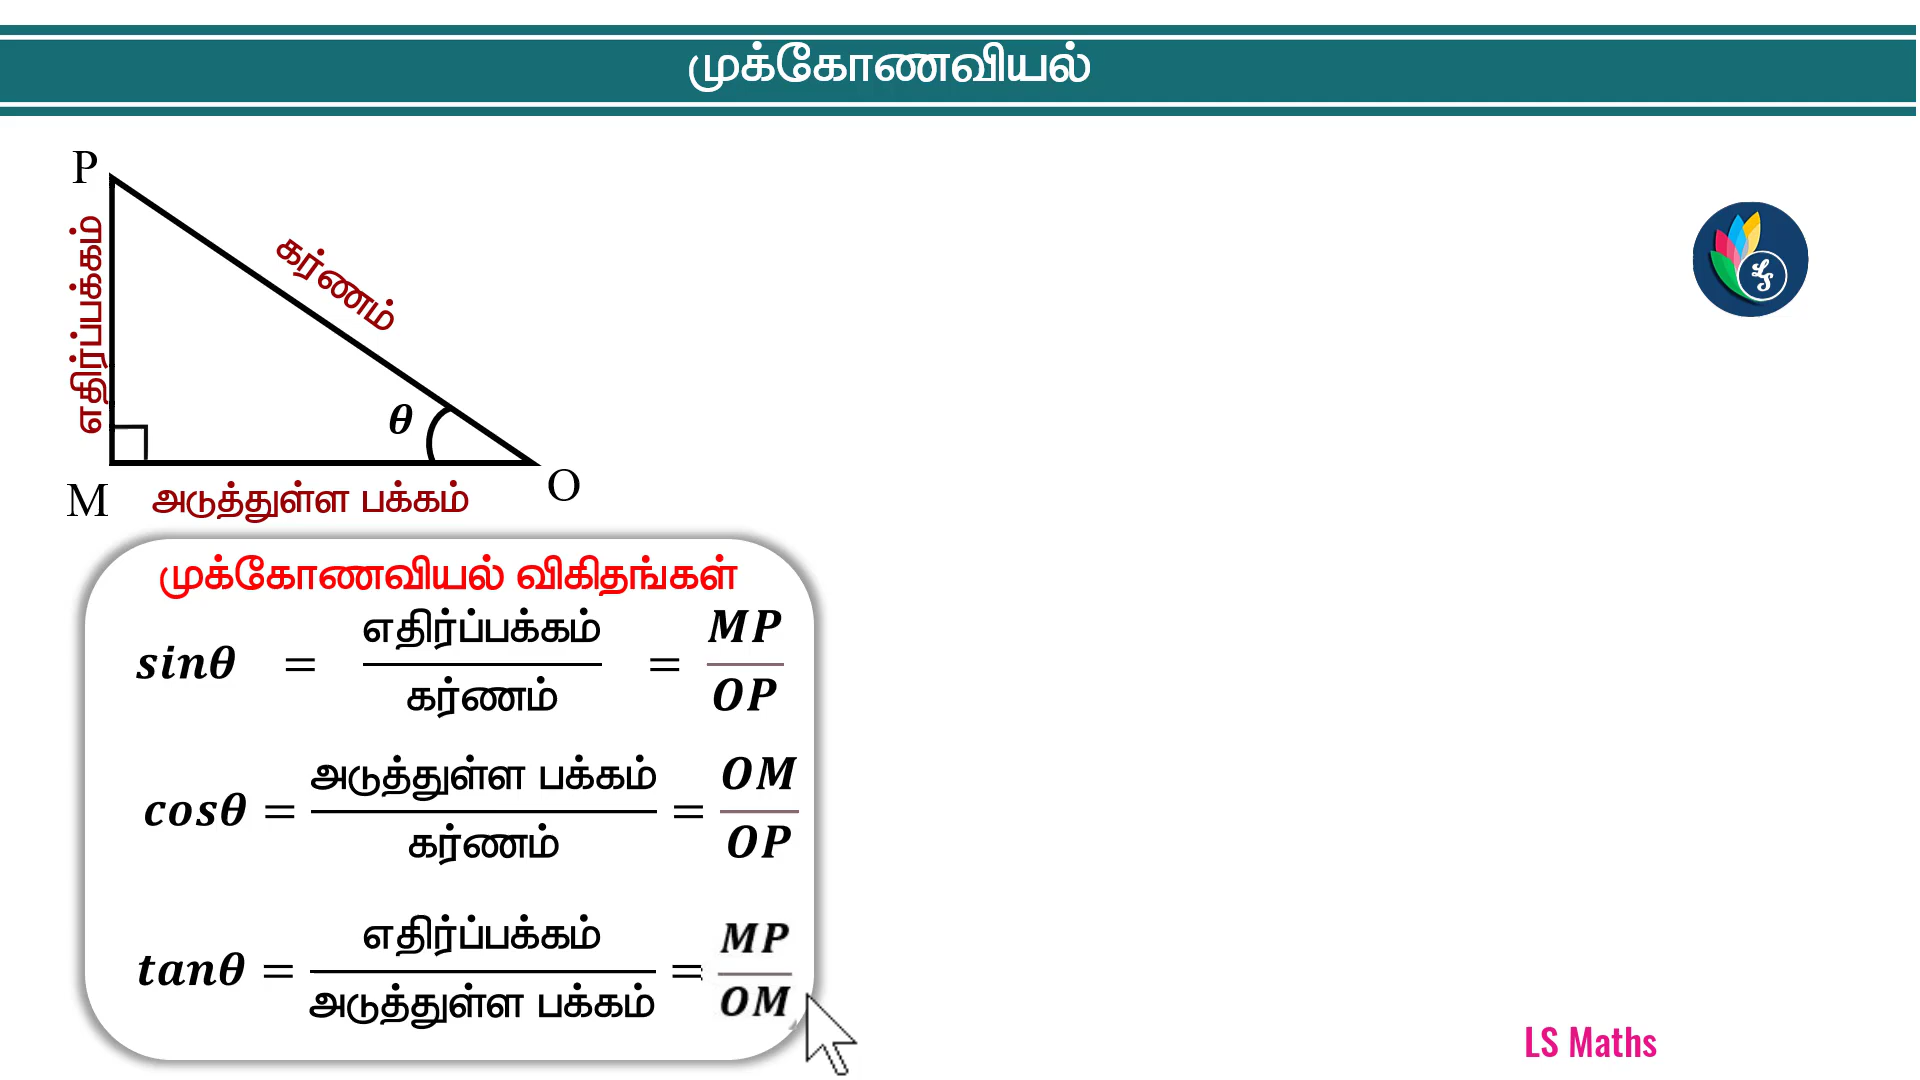 முக்கோணவியல்
P
எதிர்ப்பக்கம்
கர்ணம்
θ
M
அடுத்துள்ள பக்கம்
O
LS
முக்கோணவியல் விகிதங்கள்
sinθ = எதிர்ப்பக்கம் / கர்ணம் = MP / OP
cosθ = அடுத்துள்ள பக்கம் / கர்ணம் = OM / OP
tanθ = எதிர்ப்பக்கம் / அடுத்துள்ள பக்கம் = MP / OM
LS Maths